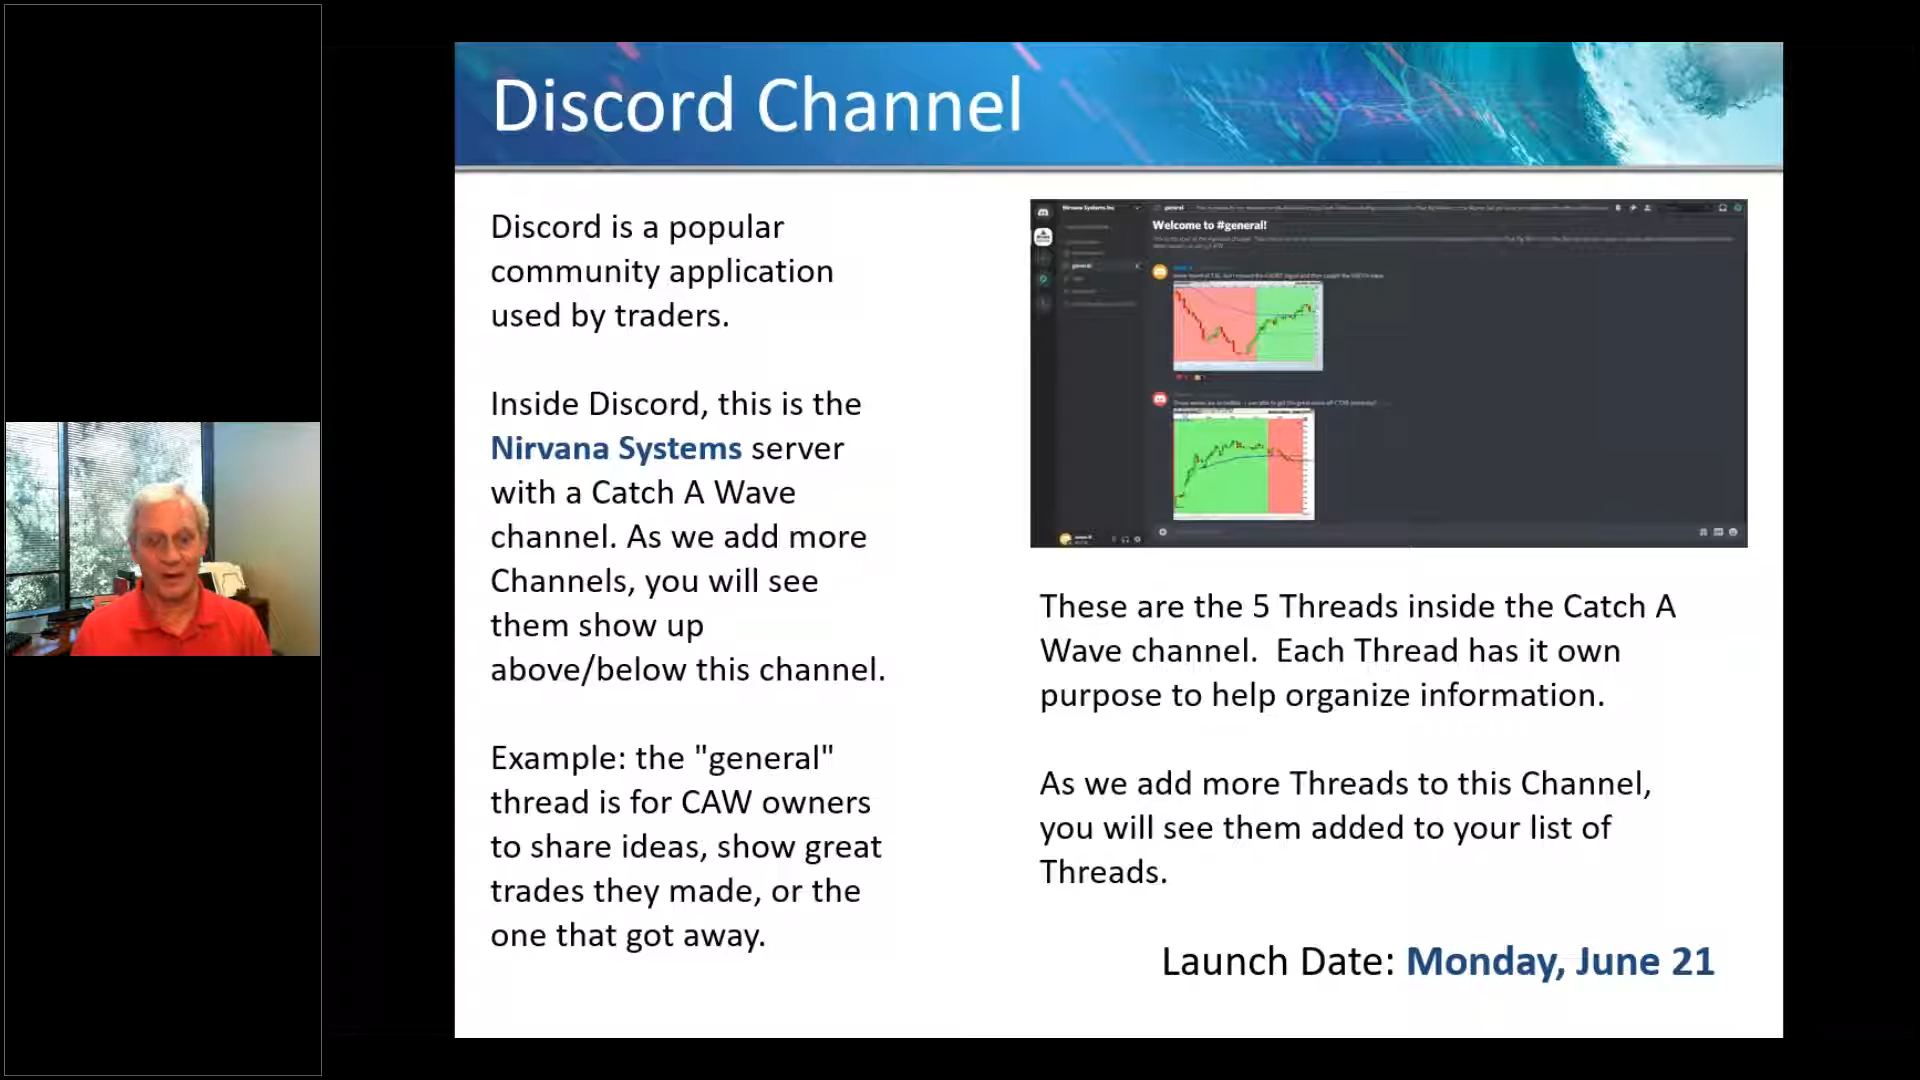 Discord Channel
Discord is a popular
community application
used by traders.
Inside Discord, this is the
Nirvana Systems server
with a Catch A Wave
channel. As we add more
Channels, you will see
them show up
above/below this channel.
Example: the "general"
thread is for CAW owners
to share ideas, show great
trades they made, or the
one that got away.
Nirvana Systems Inc
general
Welcome to #general!
general
These are the 5 Threads inside the Catch A
Wave channel.  Each Thread has it own
purpose to help organize information.
As we add more Threads to this Channel,
you will see them added to your list of
Threads.
Launch Date: Monday, June 21